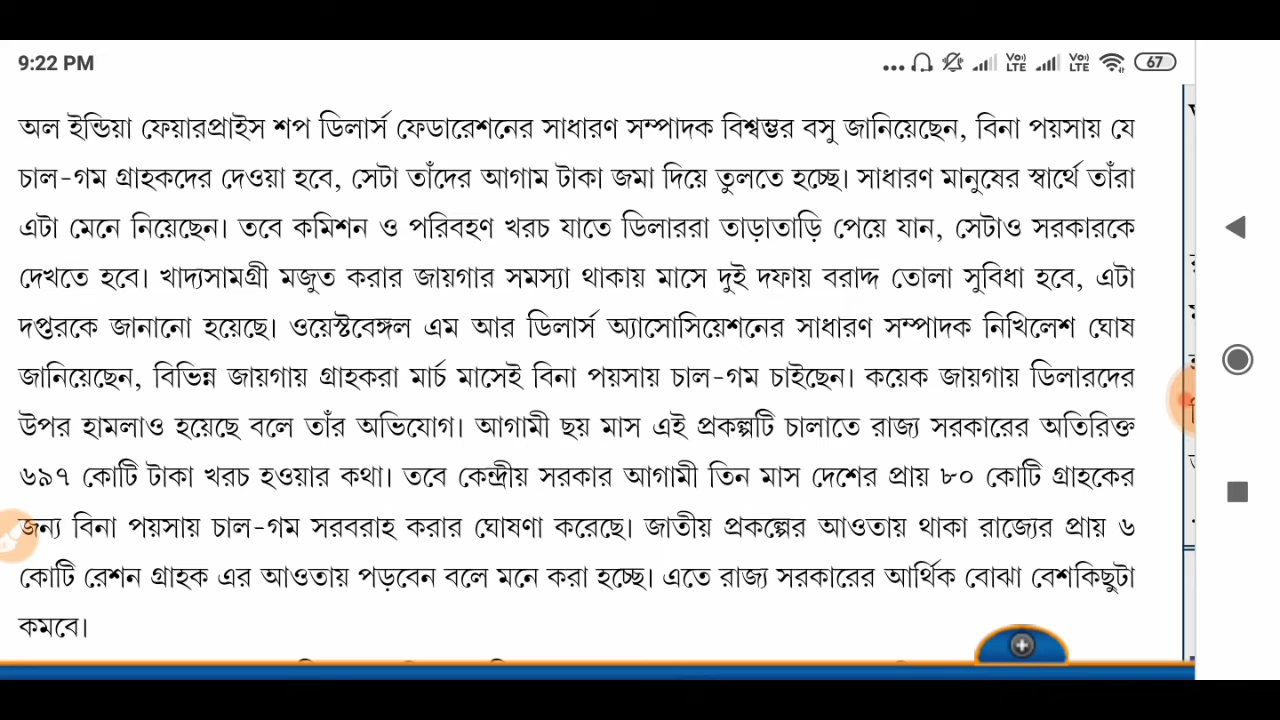 9:22 PM
67
অল ইন্ডিয়া ফেয়ারপ্রাইস শপ ডিলার্স ফেডারেশনের সাধারণ সম্পাদক বিশ্বম্ভর বসু জানিয়েছেন, বিনা পয়সায় যে
চাল-গম গ্রাহকদের দেওয়া হবে, সেটা তাঁদের আগাম টাকা জমা দিয়ে তুলতে হচ্ছে। সাধারণ মানুষের স্বার্থে তাঁরা
এটা মেনে নিয়েছেন। তবে কমিশন ও পরিবহণ খরচ যাতে ডিলাররা তাড়াতাড়ি পেয়ে যান, সেটাও সরকারকে
দেখতে হবে। খাদ্যসামগ্রী মজুত করার জায়গার সমস্যা থাকায় মাসে দুই দফায় বরাদ্দ তোলা সুবিধা হবে, এটা
দপ্তরকে জানানো হয়েছে। ওয়েস্টবেঙ্গল এম আর ডিলার্স অ্যাসোসিয়েশনের সাধারণ সম্পাদক নিখিলেশ ঘোষ
জানিয়েছেন, বিভিন্ন জায়গায় গ্রাহকরা মার্চ মাসেই বিনা পয়সায় চাল-গম চাইছেন। কয়েক জায়গায় ডিলারদের
উপর হামলাও হয়েছে বলে তাঁর অভিযোগ। আগামী ছয় মাস এই প্রকল্পটি চালাতে রাজ্য সরকারের অতিরিক্ত
৬৯৭ কোটি টাকা খরচ হওয়ার কথা। তবে কেন্দ্রীয় সরকার আগামী তিন মাস দেশের প্রায় ৮০ কোটি গ্রাহকের
জন্য বিনা পয়সায় চাল-গম সরবরাহ করার ঘোষণা করেছে। জাতীয় প্রকল্পের আওতায় থাকা রাজ্যের প্রায় ৬
কোটি রেশন গ্রাহক এর আওতায় পড়বেন বলে মনে করা হচ্ছে। এতে রাজ্য সরকারের আর্থিক বোঝা বেশকিছুটা
কমবে।